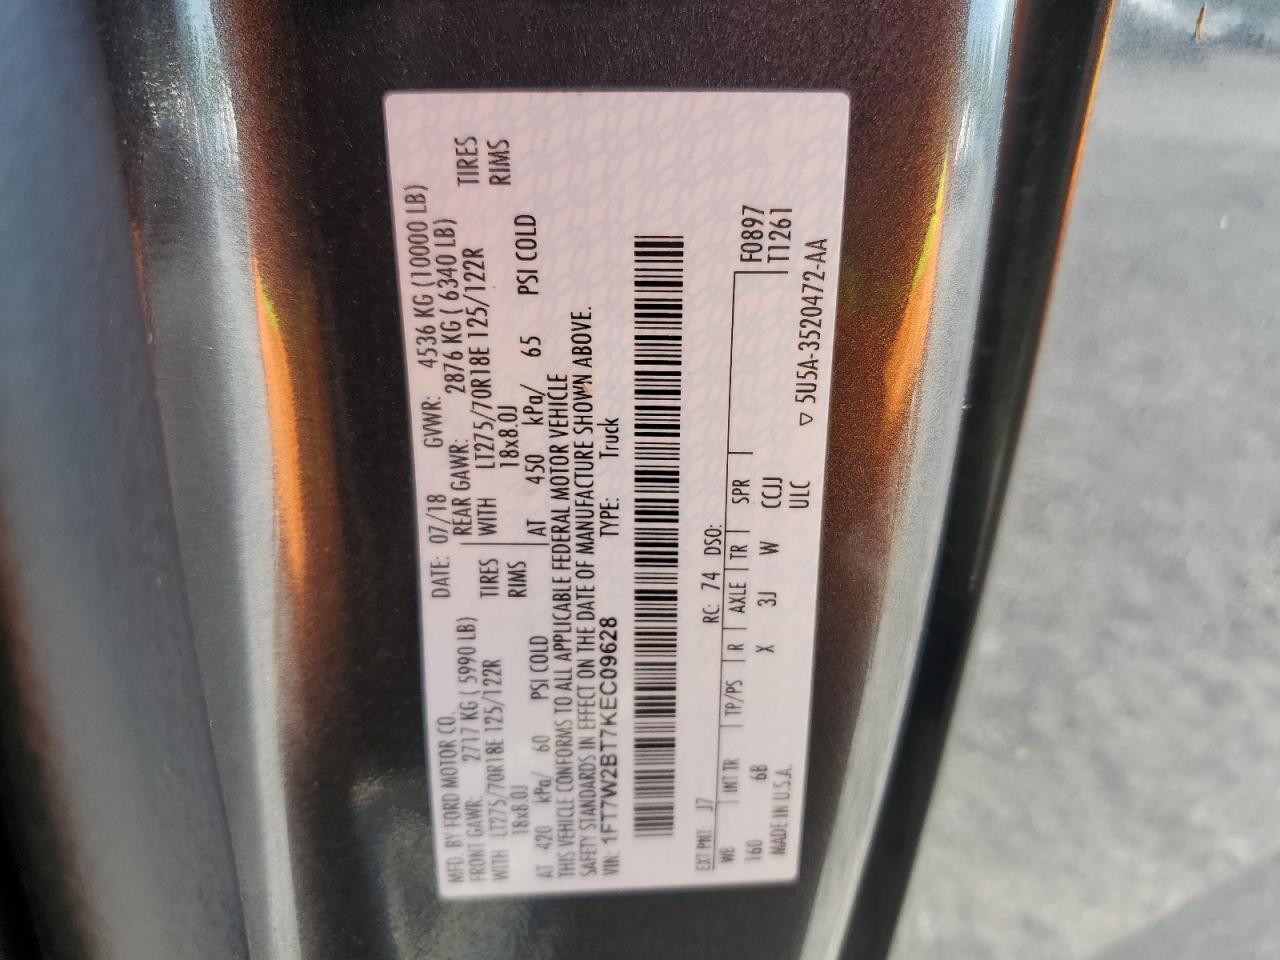 MFD. BY FORD MOTOR CO.
DATE: 07/18 GVWR: 4536 KG (10000 LB)
FRONT GAWR: 2717 KG ( 5990 LB) REAR GAWR: 2876 KG ( 6340 LB)
WITH LT275/70R18E 125/122R TIRES WITH LT275/70R18E 125/122R TIRES
18x8.0J RIMS 18x8.0J RIMS
AT 420 kPa/ 60 PSI COLD AT 450 kPa/ 65 PSI COLD
THIS VEHICLE CONFORMS TO ALL APPLICABLE FEDERAL MOTOR VEHICLE
SAFETY STANDARDS IN EFFECT ON THE DATE OF MANUFACTURE SHOWN ABOVE.
VIN: 1FT7W2BT7KEC09628 TYPE: Truck
EXT PNT: J7 RC: 74 DSO:
WB INT TR TP/PS R AXLE TR SPR F0897
160 6B X 3J W CCJJ T1261
MADE IN U.S.A. ULC
▽ 5U5A-3520472-AA